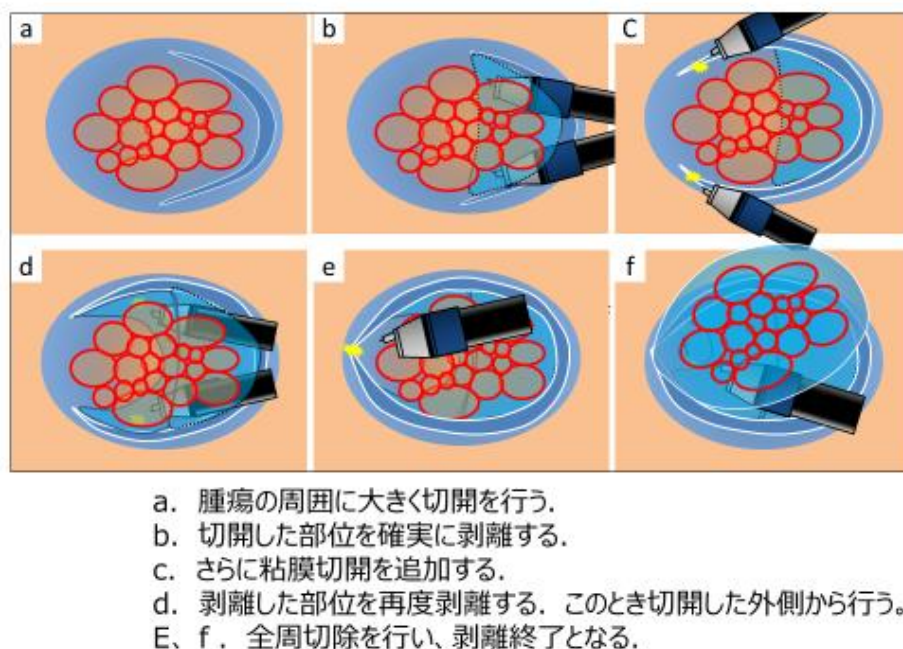 a
b
C
d
e
f
a. 腫瘍の周囲に大きく切開を行う.
b. 切開した部位を確実に剥離する.
c. さらに粘膜切開を追加する.
d. 剥離した部位を再度剥離する. このとき切開した外側から行う。
E、f. 全周切除を行い、剥離終了となる.